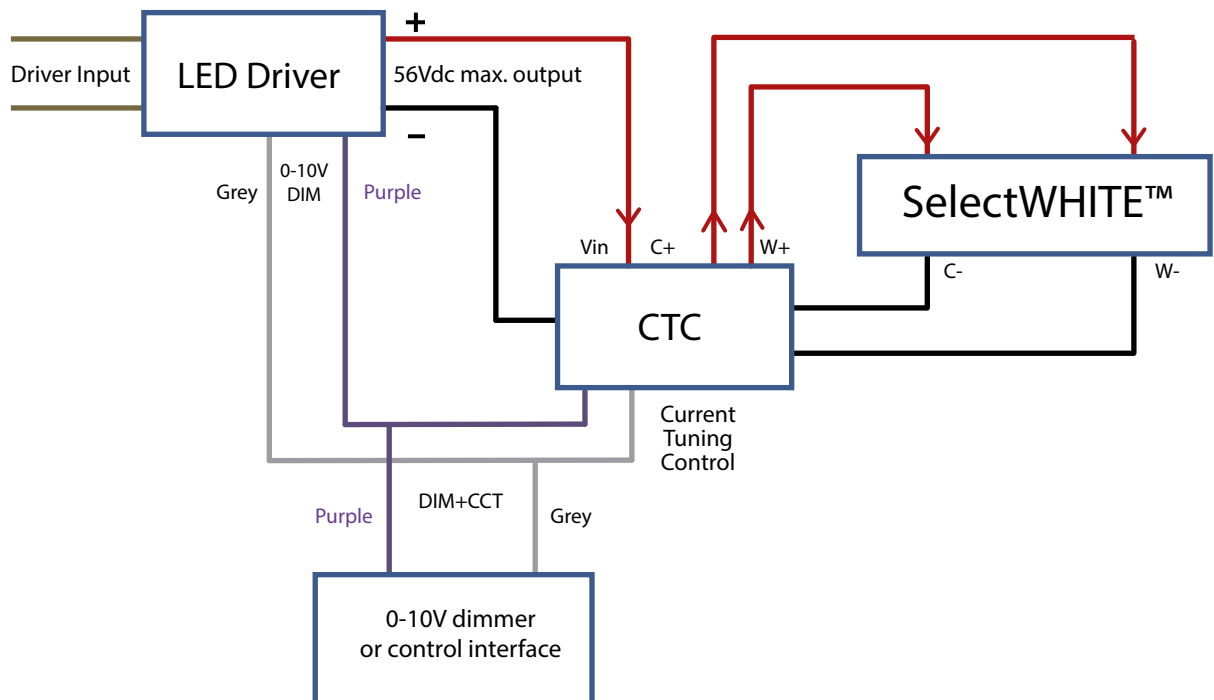 +
Driver Input
LED Driver
56Vdc max. output
–
0-10V
DIM
Grey
Purple
SelectWHITE™
Vin
C+
W+
C-
W-
CTC
Current
Tuning
Control
DIM+CCT
Purple
Grey
0-10V dimmer
or control interface